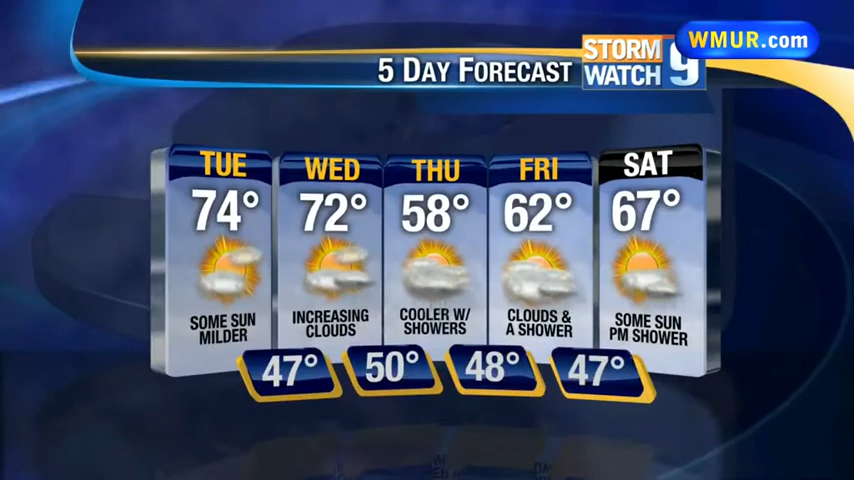 WMUR.com
5 DAY FORECAST
STORM
WATCH 9
TUE
74°
SOME SUN
MILDER
WED
72°
INCREASING
CLOUDS
THU
58°
COOLER W/
SHOWERS
FRI
62°
CLOUDS &
A SHOWER
SAT
67°
SOME SUN
PM SHOWER
47° 50° 48° 47°